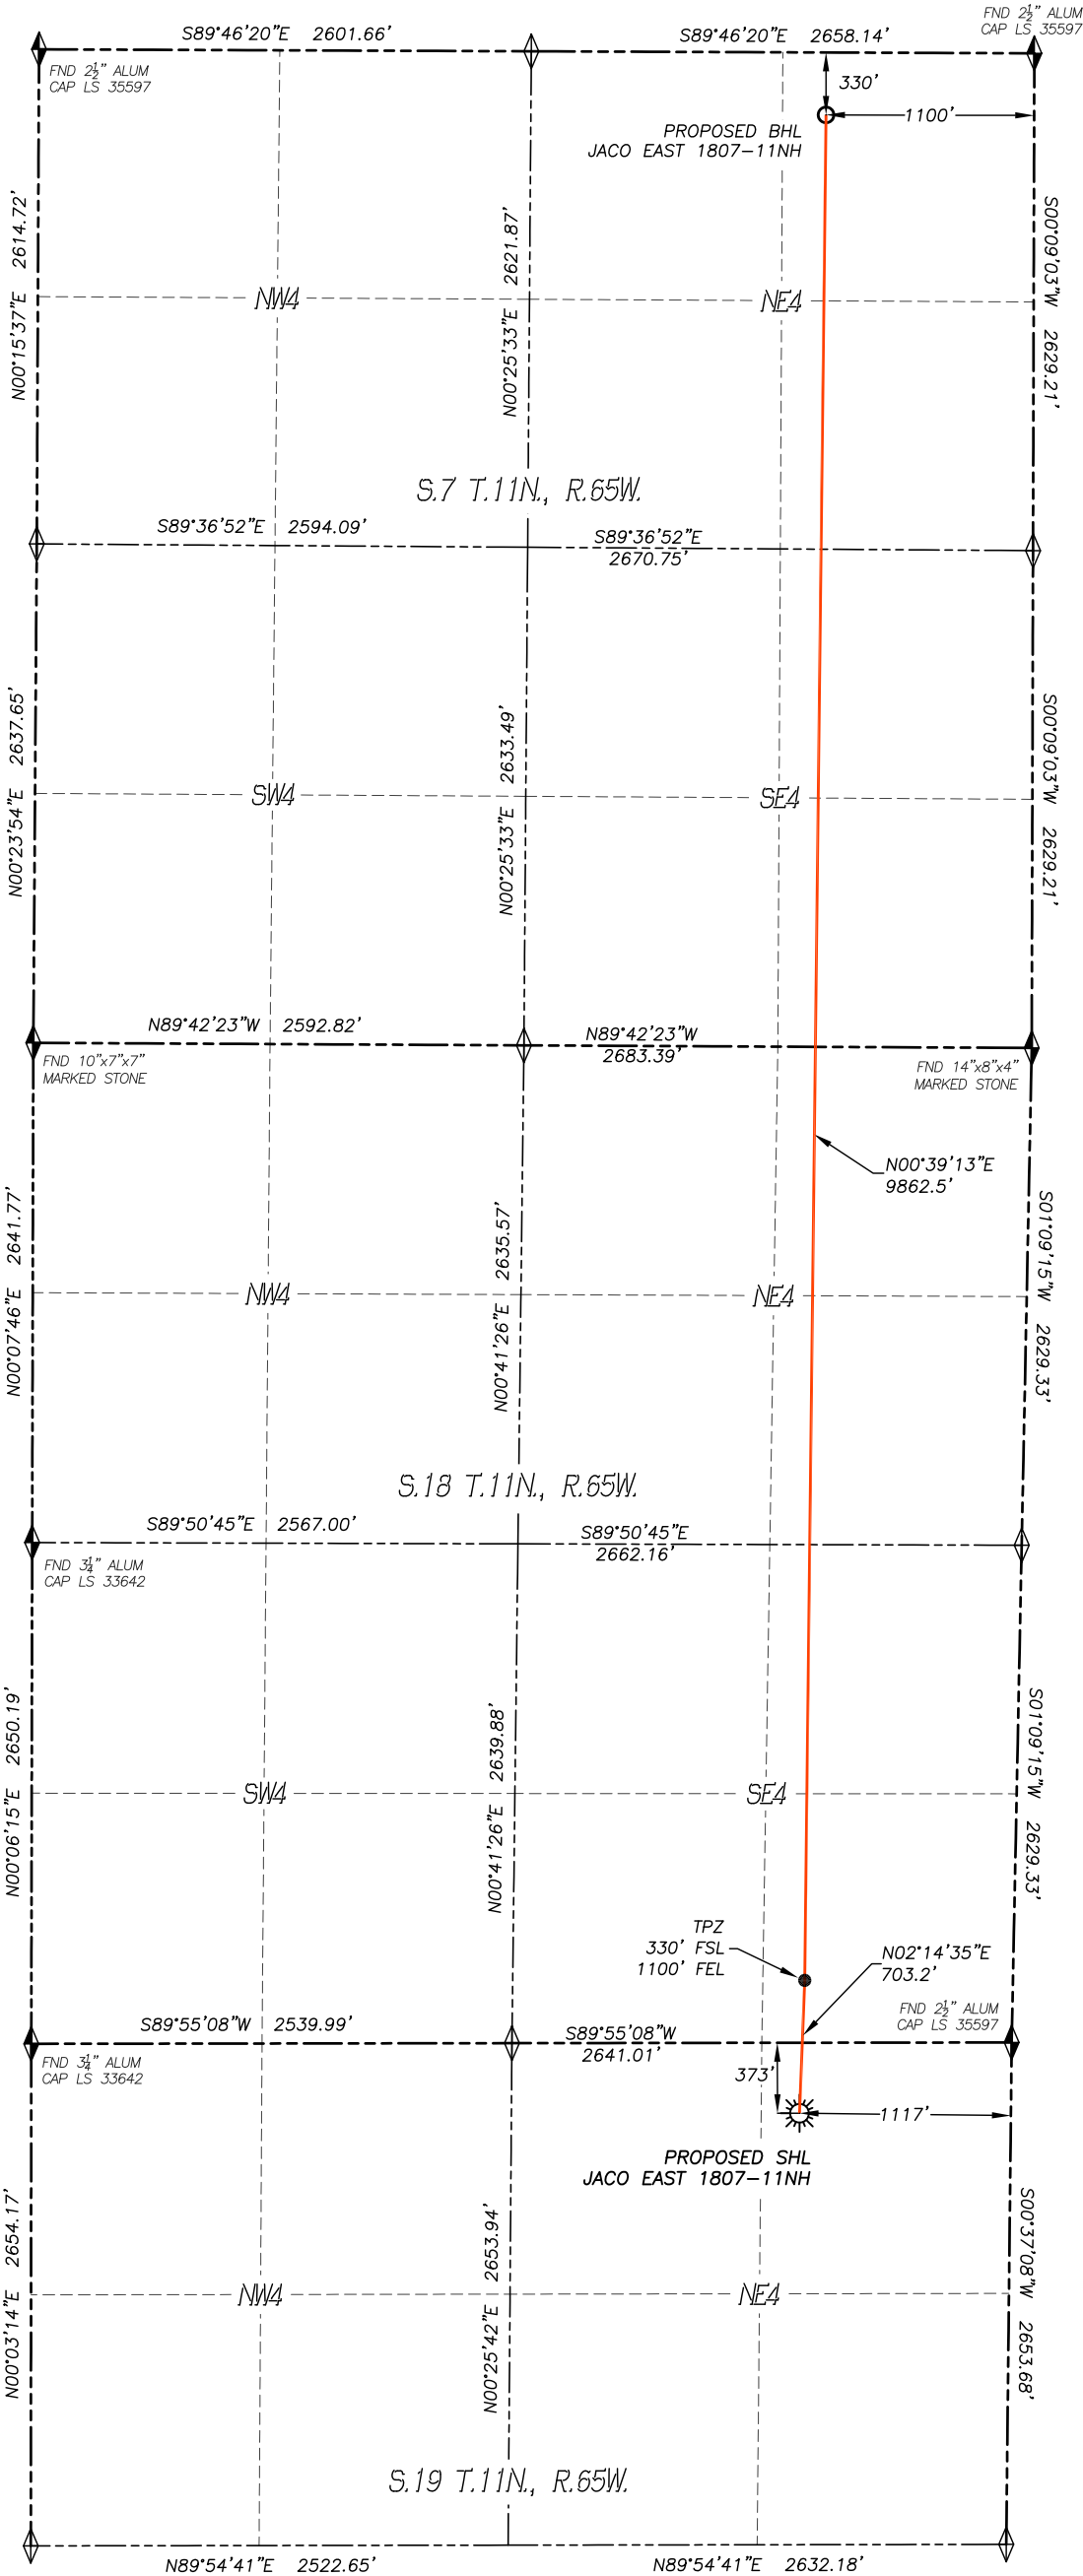 FND 2½" ALUM
CAP LS 35597
S89°46'20"E 2601.66'
S89°46'20"E 2658.14'
FND 2½" ALUM
CAP LS 35597
330'
1100'
PROPOSED BHL
JACO EAST 1807-11NH
N00°15'37"E 2614.72'
N00°25'33"E 2621.87'
S00°09'03"W 2629.21'
NW4
NE4
S.7 T.11N., R.65W.
S89°36'52"E 2594.09'
S89°36'52"E
2670.75'
N00°23'54"E 2637.65'
N00°25'33"E 2633.49'
S00°09'03"W 2629.21'
SW4
SE4
N89°42'23"W 2592.82'
N89°42'23"W
2683.39'
FND 10"x7"x7"
MARKED STONE
FND 14"x8"x4"
MARKED STONE
N00°39'13"E
9862.5'
N00°07'46"E 2641.77'
N00°41'26"E 2635.57'
S01°09'15"W 2629.33'
NW4
NE4
S.18 T.11N., R.65W.
S89°50'45"E 2567.00'
S89°50'45"E
2662.16'
FND 3¼" ALUM
CAP LS 33642
N00°06'15"E 2650.19'
N00°41'26"E 2639.88'
S01°09'15"W 2629.33'
SW4
SE4
TPZ
330' FSL
1100' FEL
N02°14'35"E
703.2'
FND 2½" ALUM
CAP LS 35597
S89°55'08"W 2539.99'
S89°55'08"W
2641.01'
FND 3¼" ALUM
CAP LS 33642
373'
1117'
PROPOSED SHL
JACO EAST 1807-11NH
N00°03'14"E 2654.17'
N00°25'42"E 2653.94'
S00°37'08"W 2653.68'
NW4
NE4
S.19 T.11N., R.65W.
N89°54'41"E 2522.65'
N89°54'41"E 2632.18'